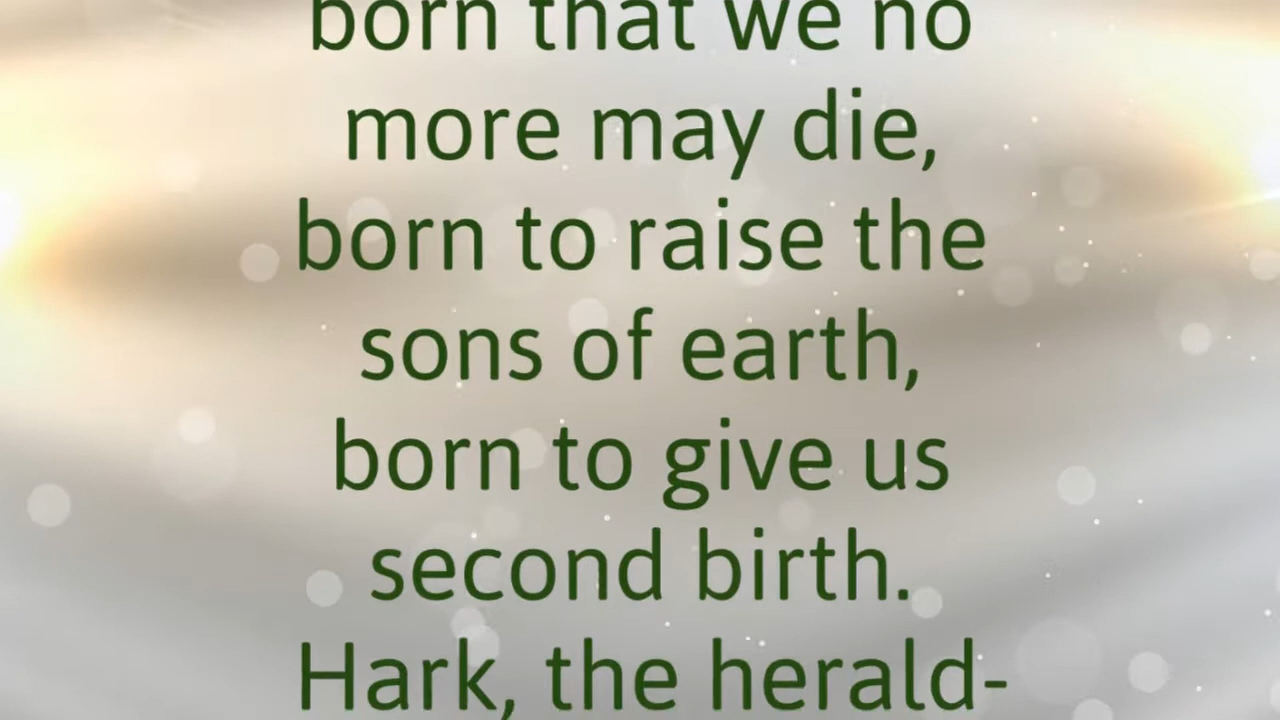 born that we no
more may die,
born to raise the
sons of earth,
born to give us
second birth.
Hark, the herald-